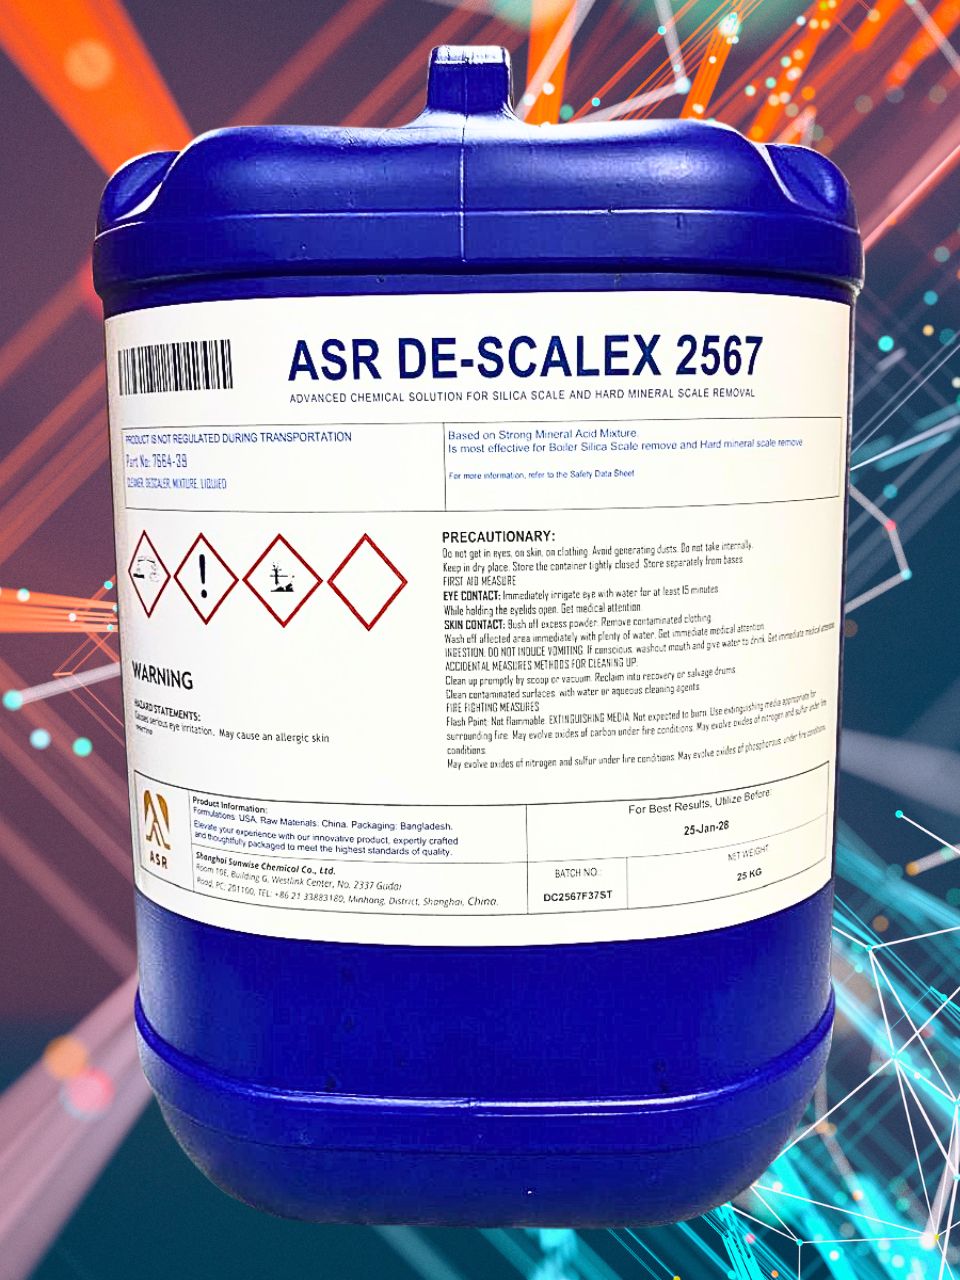 ASR DE-SCALEX 2567
ADVANCED CHEMICAL SOLUTION FOR SILICA SCALE AND HARD MINERAL SCALE REMOVAL
PRODUCT IS NOT REGULATED DURING TRANSPORTATION
Part No: 7664-39
CLEANER, DESCALER, MIXTURE, LIQUIED
Based on Strong Mineral Acid Mixture.
Is most effective for Boiler Silica Scale remove and Hard mineral scale remove
For more information, refer to the Safety Data Sheet
PRECAUTIONARY:
Do not get in eyes, on skin, on clothing. Avoid generating dusts. Do not take internally.
Keep in dry place. Store the container tightly closed. Store separately from bases
FIRST AID MEASURE
EYE CONTACT: Immediately irrigate eye with water for at least 15 minutes
While holding the eyelids open. Get medical attention.
SKIN CONTACT: Bush off excess powder. Remove contaminated clothing
Wash off affected area immediately with plenty of water. Get immediate medical attention.
INGESTION. DO NOT INDUCE VOMITING. If conscious, washout mouth and give water to drink. Get immediate medical attention
ACCIDENTAL MEASURES METHODS FOR CLEANING UP.
Clean up promptly by scoop or vacuum. Reclaim into recovery or salvage drums
Clean contaminated surfaces with water or aqueous cleaning agents
FIRE FIGHTING MEASURES
Flash Point: Not flammable. EXTINGUISHING MEDIA. Not expected to burn. Use extinguishing media appropriate for
surrounding fire. May evolve oxides of carbon under fire conditions. May evolve oxides of nitrogen and sulfur under fire
conditions.
May evolve oxides of nitrogen and sulfur under fire conditions. May evolve oxides of phosphorous under fire conditions.
WARNING
HAZARD STATEMENTS:
Causes serious eye irritation. May cause an allergic skin
ASR
Product Information:
Formulations: USA, Raw Materials: China. Packaging: Bangladesh.
Elevate your experience with our innovative product, expertly crafted
and thoughtfully packaged to meet the highest standards of quality.
Shanghai Sunwise Chemical Co., Ltd.
Room 10E, Building G, Westlink Center, No. 2337 Gudai
Road, PC: 201100, TEL: +86 21 33883180, Minhang, District, Shanghai, China.
For Best Results, Utilize Before:
25-Jan-28
BATCH NO.:
DC2567F37ST
NET WEIGHT
25 KG